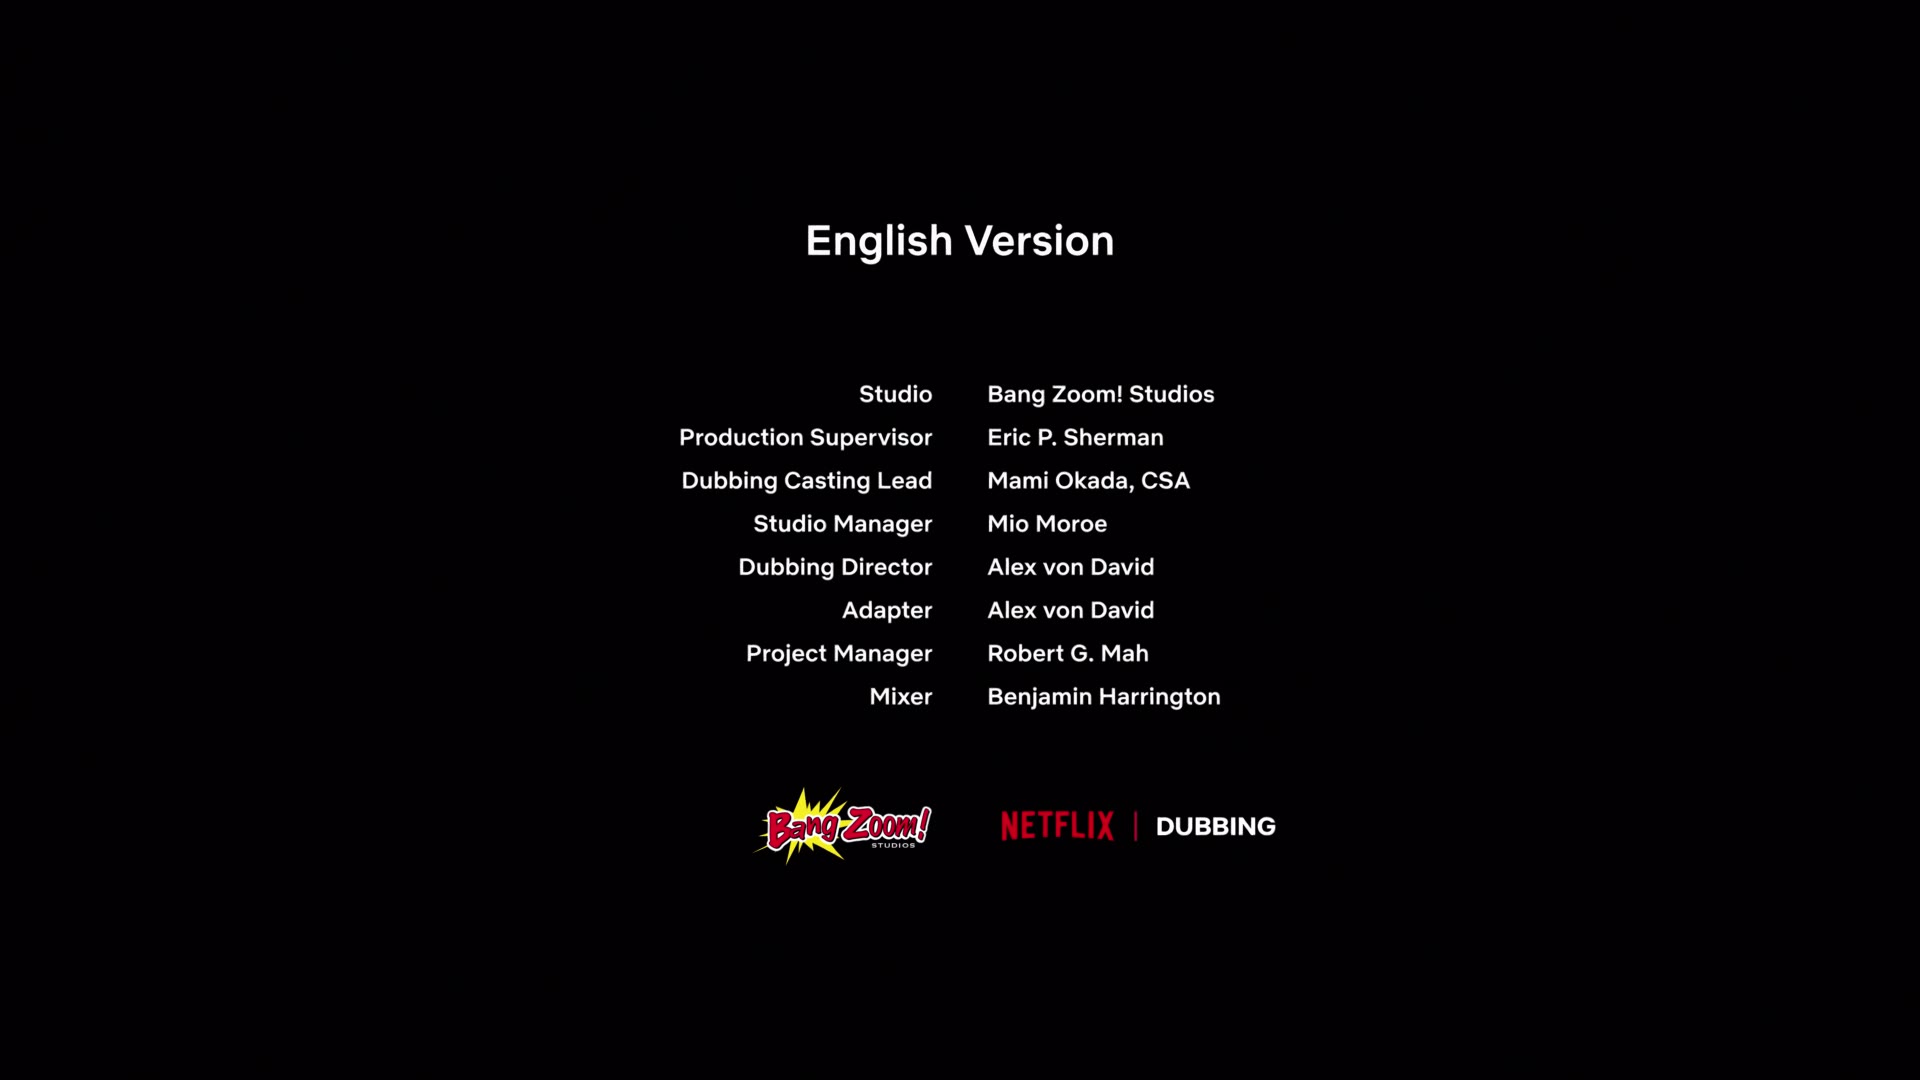 English Version
Studio Bang Zoom! Studios
Production Supervisor Eric P. Sherman
Dubbing Casting Lead Mami Okada, CSA
Studio Manager Mio Moroe
Dubbing Director Alex von David
Adapter Alex von David
Project Manager Robert G. Mah
Mixer Benjamin Harrington
Bang Zoom!
STUDIOS
NETFLIX | DUBBING